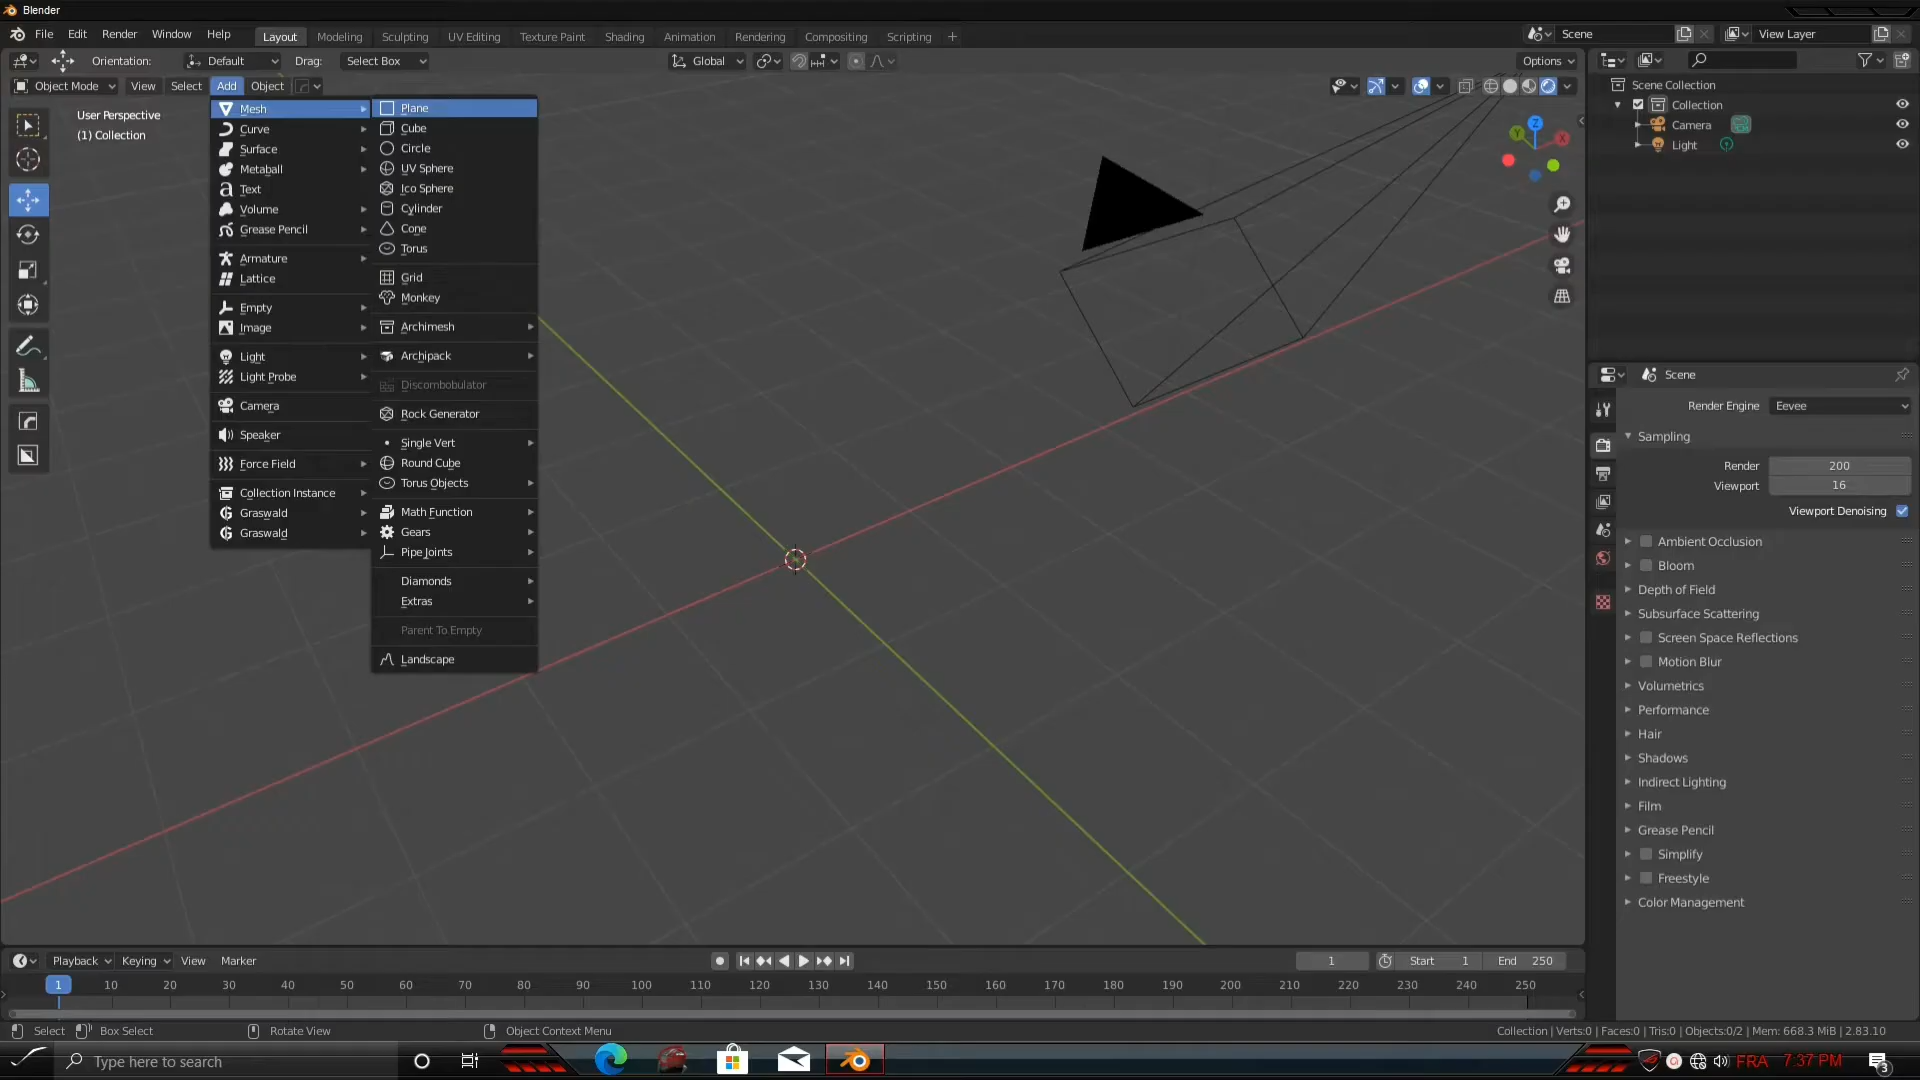 Blender
File Edit Render Window Help Layout Modeling Sculpting UV Editing Texture Paint Shading Animation Rendering Compositing Scripting + Scene View Layer
Orientation: Default Drag: Select Box Global Options
Object Mode View Select Add Object
User Perspective
(1) Collection
Mesh
Curve
Surface
Metaball
Text
Volume
Grease Pencil
Armature
Lattice
Empty
Image
Light
Light Probe
Camera
Speaker
Force Field
Collection Instance
Graswald
Graswald
Plane
Cube
Circle
UV Sphere
Ico Sphere
Cylinder
Cone
Torus
Grid
Monkey
Archimesh
Archipack
Discombobulator
Rock Generator
Single Vert
Round Cube
Torus Objects
Math Function
Gears
Pipe Joints
Diamonds
Extras
Parent To Empty
Landscape
Z
Y
X
Scene Collection
Collection
Camera
Light
Scene
Render Engine Eevee
Sampling
Render 200
Viewport 16
Viewport Denoising
Ambient Occlusion
Bloom
Depth of Field
Subsurface Scattering
Screen Space Reflections
Motion Blur
Volumetrics
Performance
Hair
Shadows
Indirect Lighting
Film
Grease Pencil
Simplify
Freestyle
Color Management
Playback Keying View Marker 1 Start 1 End 250
1 10 20 30 40 50 60 70 80 90 100 110 120 130 140 150 160 170 180 190 200 210 220 230 240 250
Select Box Select Rotate View Object Context Menu Collection | Verts:0 | Faces:0 | Tris:0 | Objects:0/2 | Mem: 668.3 MiB | 2.83.10
Type here to search FRA 7:37 PM 3